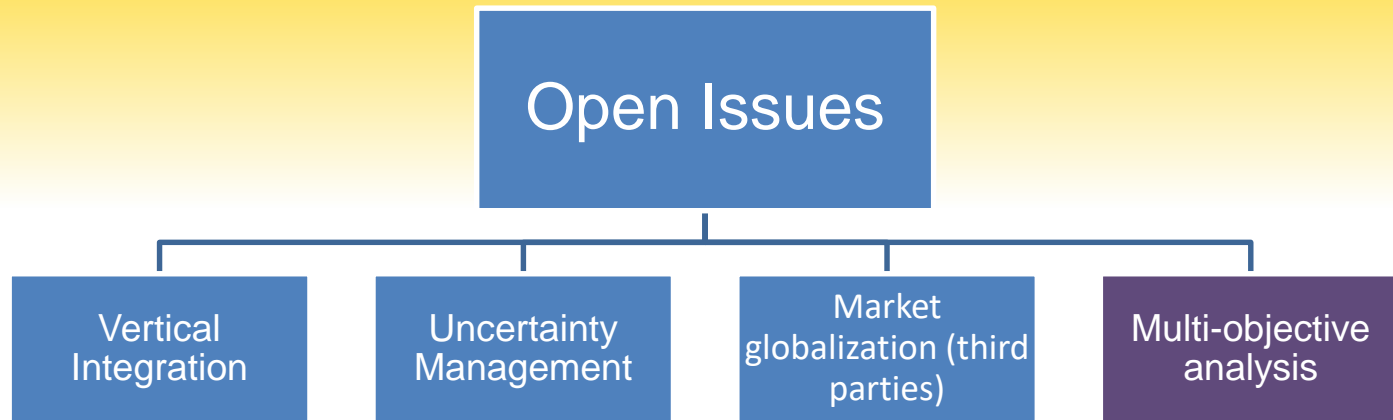 Open Issues
Vertical
Integration
Uncertainty
Management
Market
globalization (third
parties)
Multi-objective
analysis